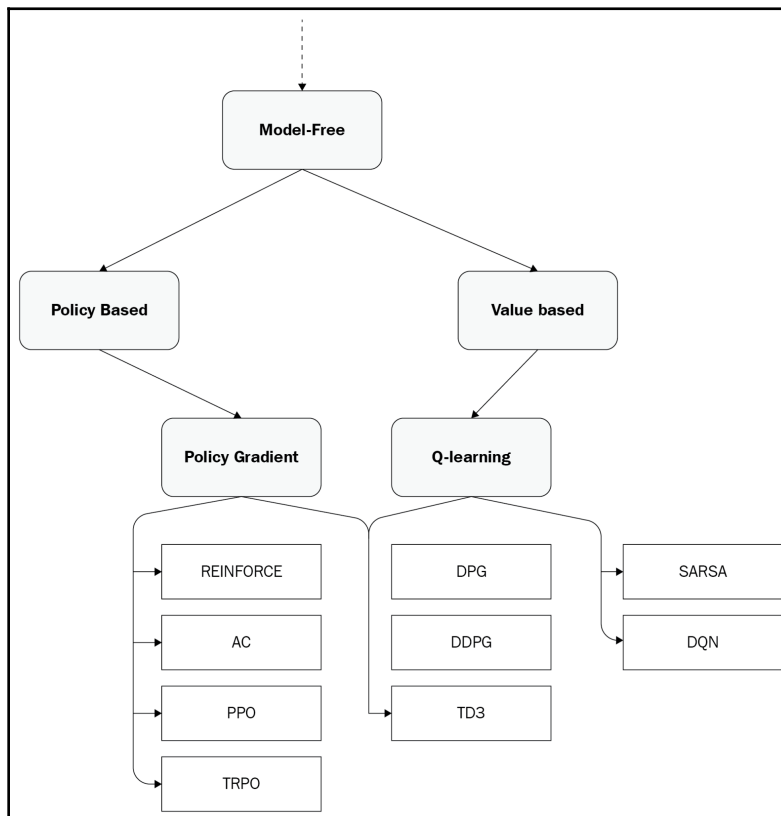 Model-Free
Policy Based
Value based
Policy Gradient
Q-learning
REINFORCE
DPG
SARSA
AC
DDPG
DQN
PPO
TD3
TRPO